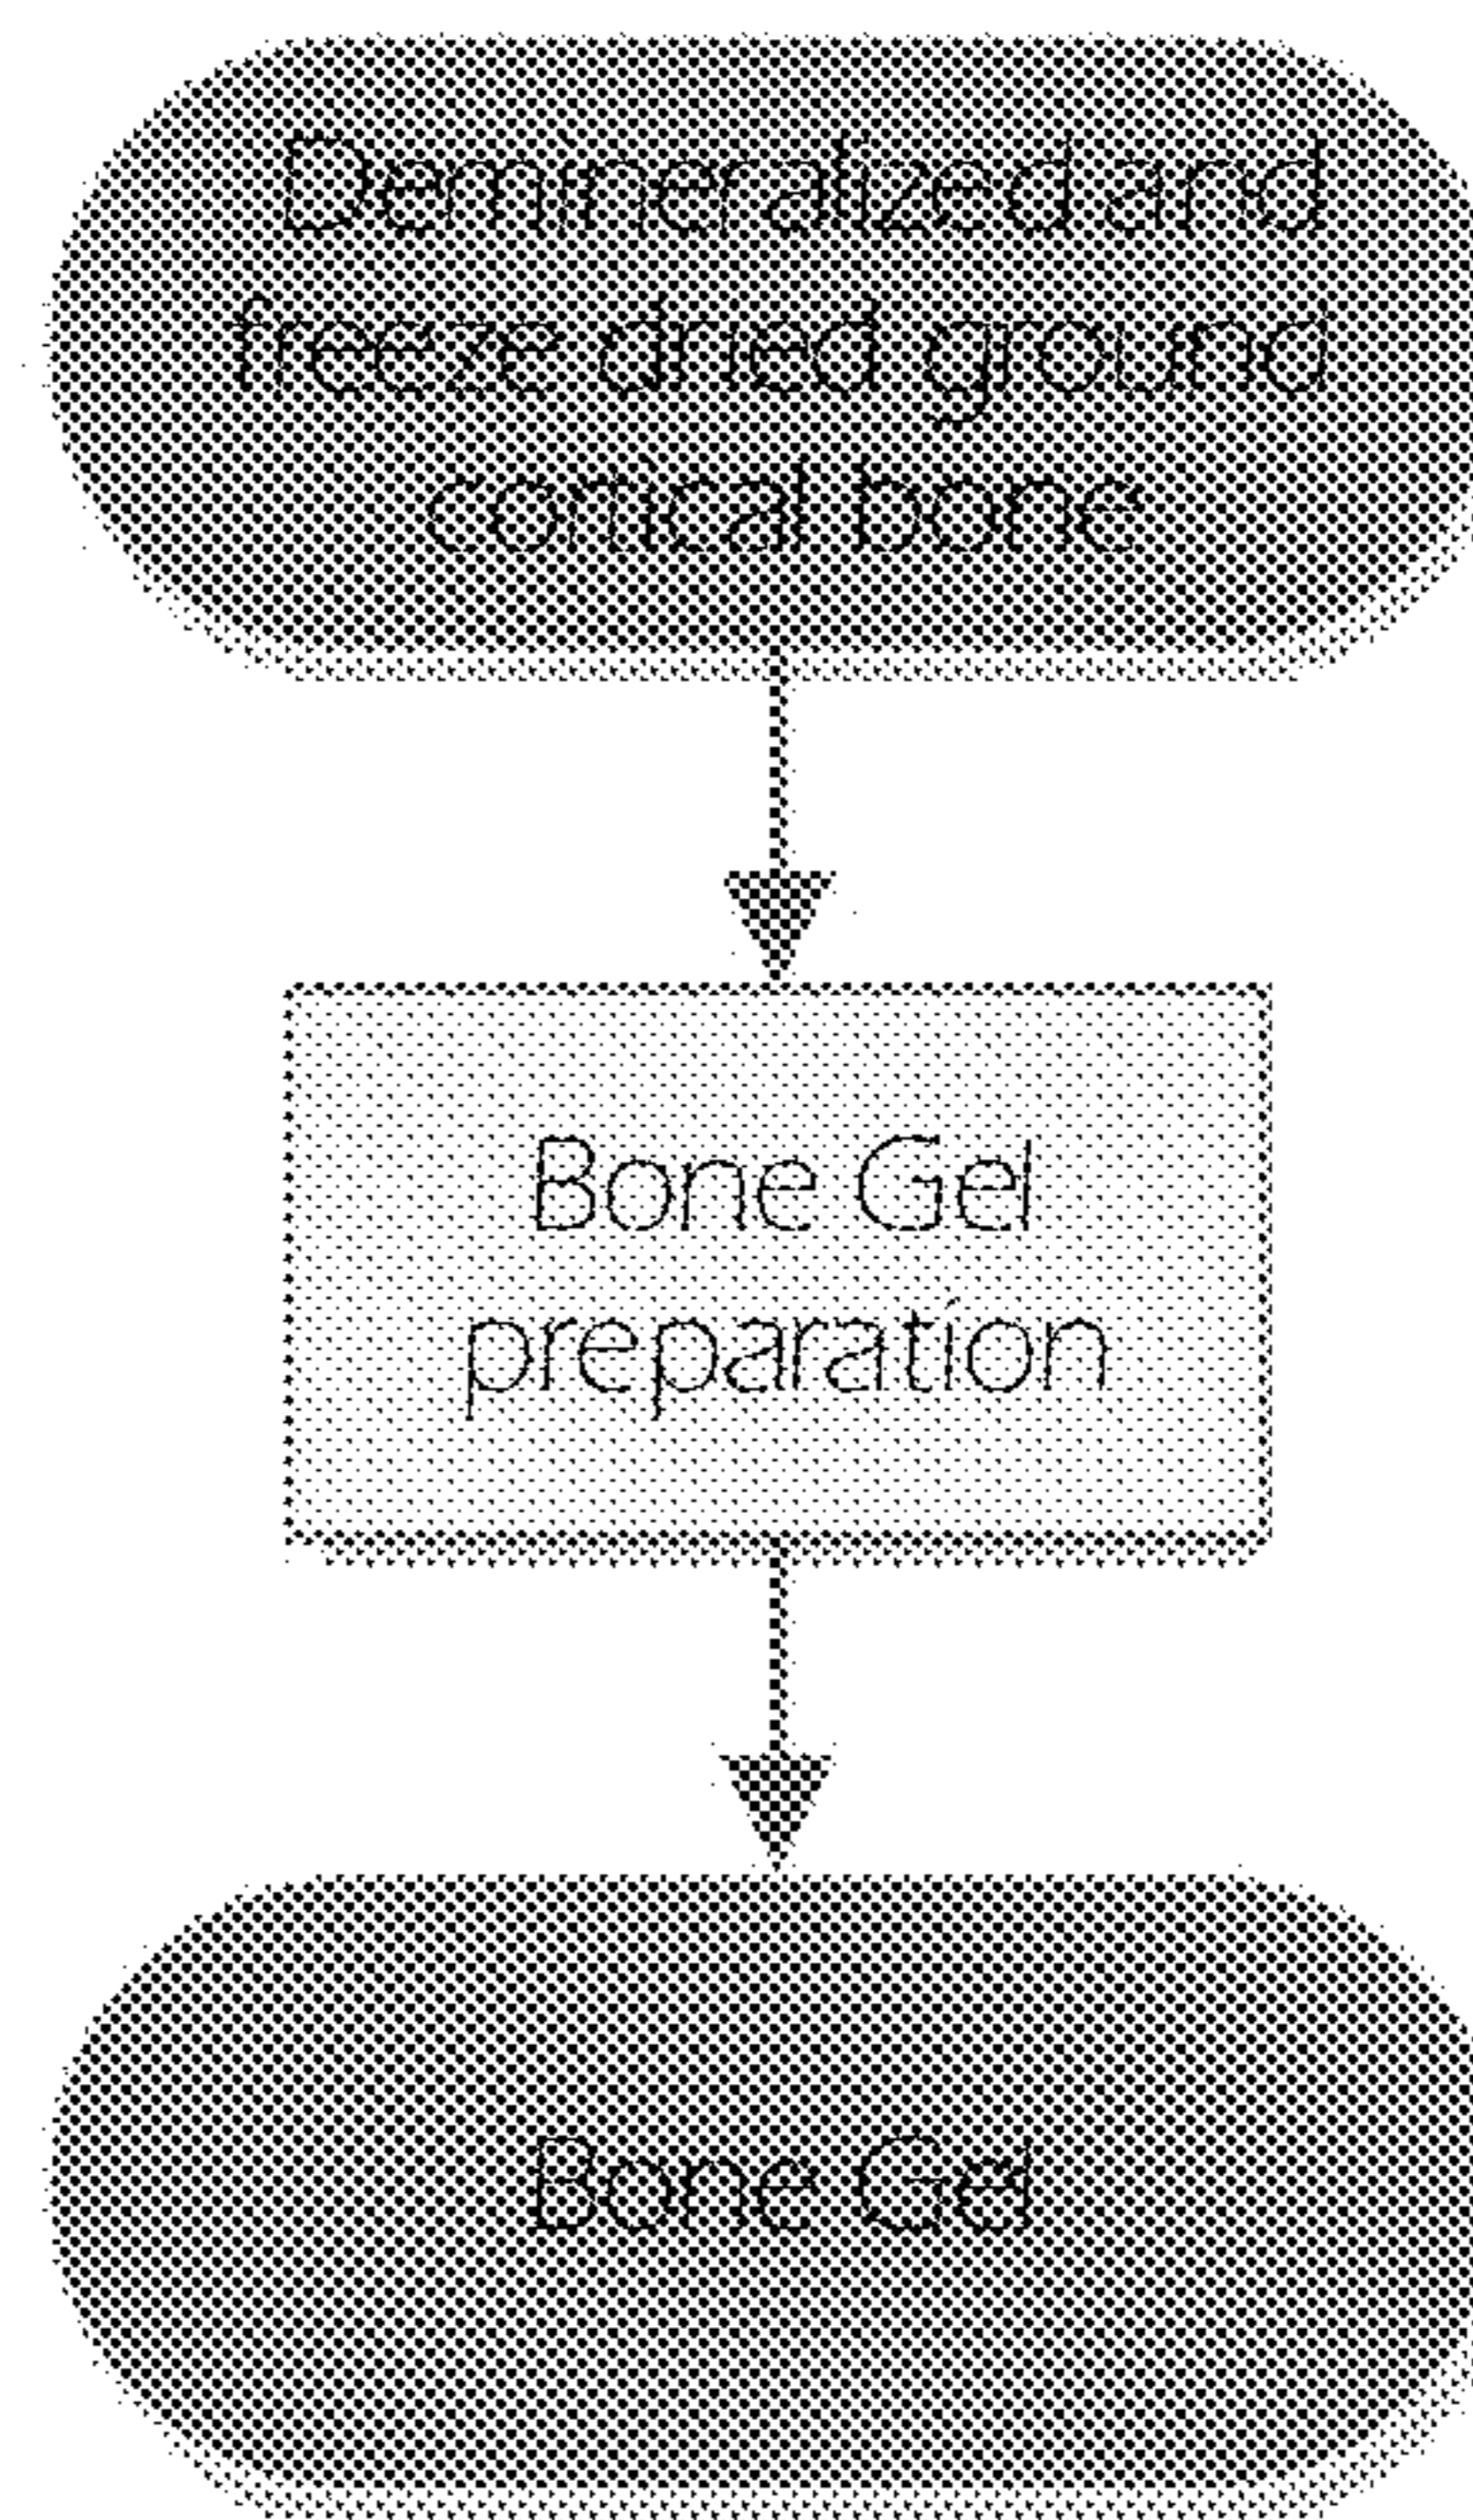 Demineralized and
freeze dried ground
cortical bone
Bone Gel
preparation
Bone Gel